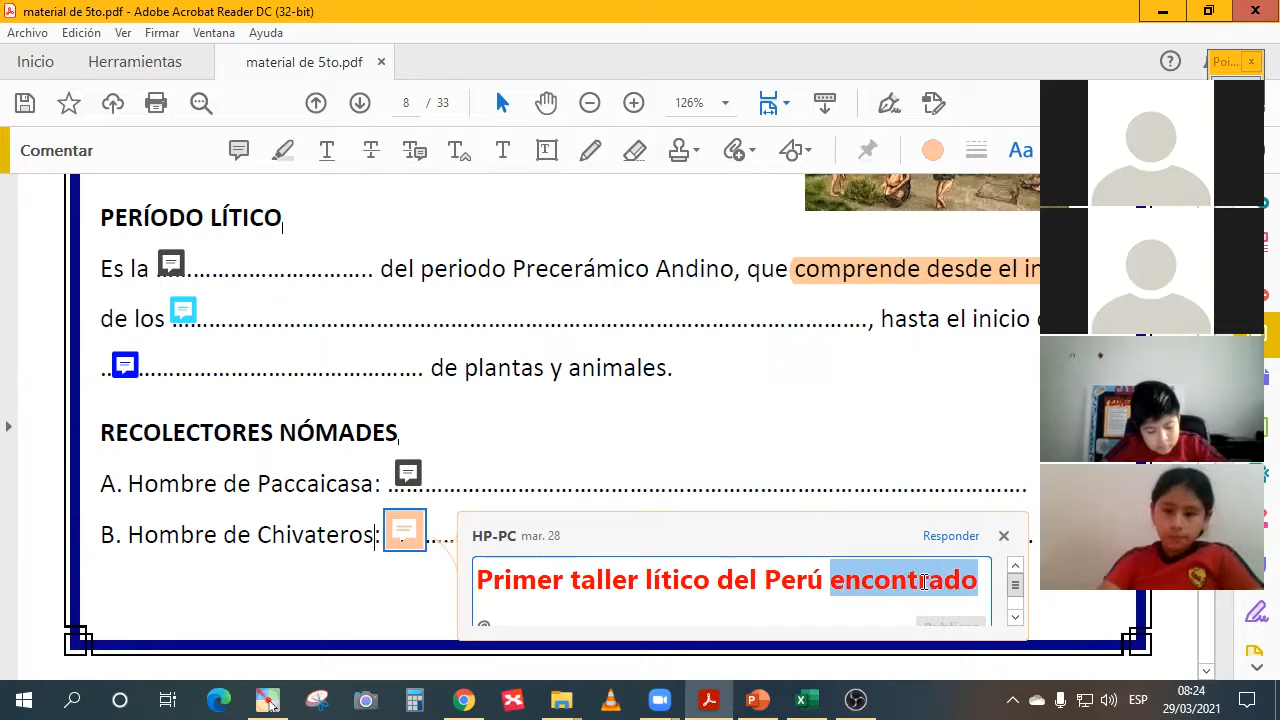 material de 5to.pdf - Adobe Acrobat Reader DC (32-bit)
Archivo Edición Ver Firmar Ventana Ayuda
Inicio Herramientas material de 5to.pdf × Poi... ×
8 / 33 126%
Comentar Aa
PERÍODO LÍTICO
Es la .............................. del periodo Precerámico Andino, que comprende desde el in
de los ........................................................................................, hasta el inicio
........................................ de plantas y animales.
RECOLECTORES NÓMADES
A. Hombre de Paccaicasa: ................................................................................
B. Hombre de Chivateros:
HP-PC mar. 28 Responder
Primer taller lítico del Perú encontrado
ESP 08:24
29/03/2021